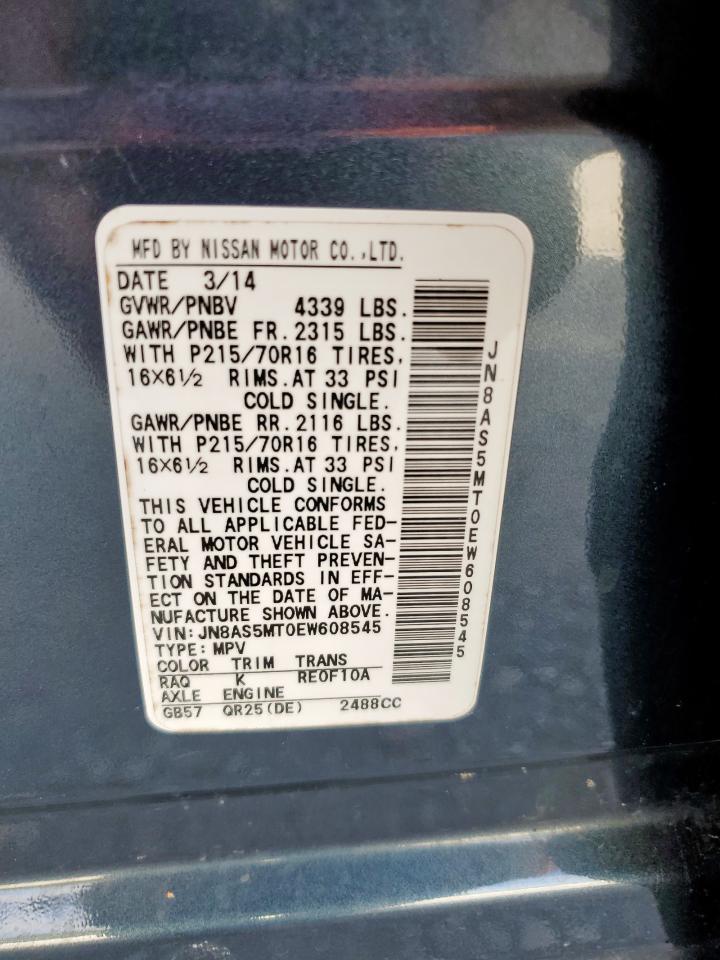 MFD BY NISSAN MOTOR CO.,LTD.
DATE 3/14
GVWR/PNBV 4339 LBS.
GAWR/PNBE FR.2315 LBS.
WITH P215/70R16 TIRES,
16X6½ RIMS.AT 33 PSI
COLD SINGLE.
GAWR/PNBE RR.2116 LBS.
WITH P215/70R16 TIRES,
16X6½ RIMS.AT 33 PSI
COLD SINGLE.
THIS VEHICLE CONFORMS
TO ALL APPLICABLE FED-
ERAL MOTOR VEHICLE SA-
FETY AND THEFT PREVEN-
TION STANDARDS IN EFF-
ECT ON THE DATE OF MA-
NUFACTURE SHOWN ABOVE.
VIN:JN8AS5MT0EW608545
TYPE:MPV
COLOR TRIM TRANS
RAQ K RE0F10A
AXLE ENGINE
GB57 QR25(DE) 2488CC
JN8AS5MT0EW608545